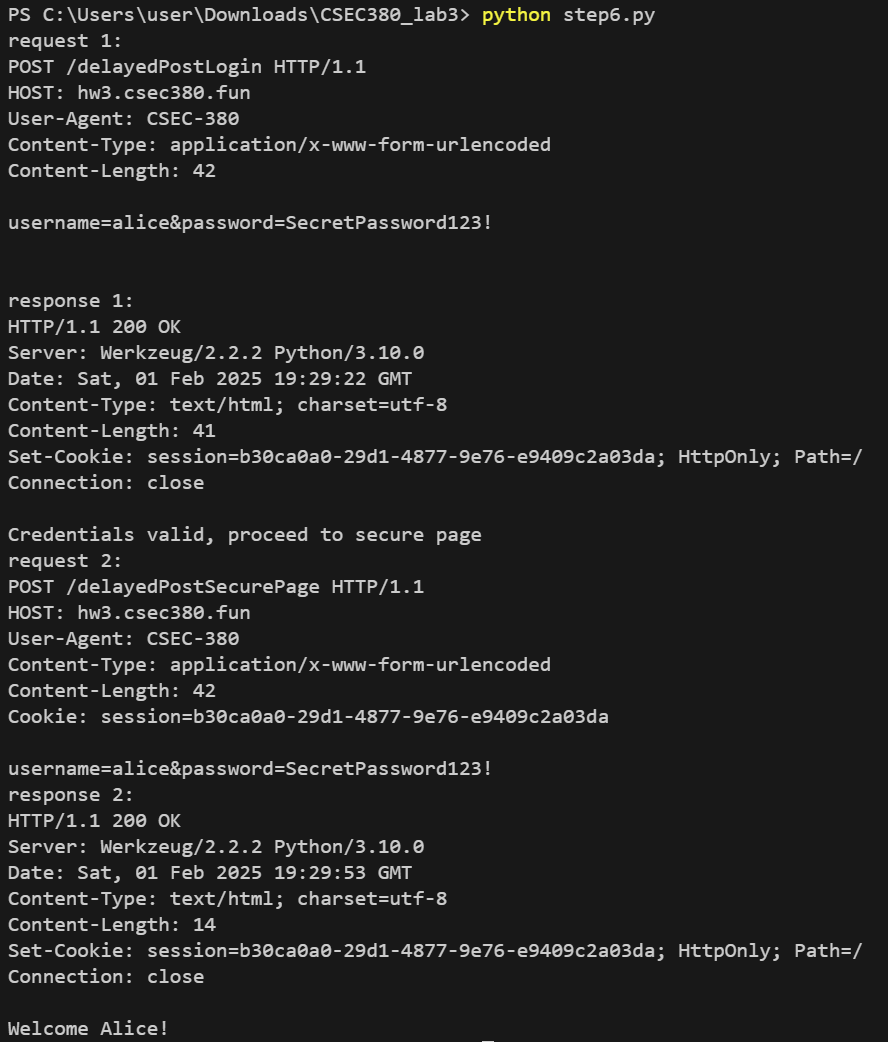 PS C:\Users\user\Downloads\CSEC380_lab3> python step6.py
request 1:
POST /delayedPostLogin HTTP/1.1
HOST: hw3.csec380.fun
User-Agent: CSEC-380
Content-Type: application/x-www-form-urlencoded
Content-Length: 42

username=alice&password=SecretPassword123!


response 1:
HTTP/1.1 200 OK
Server: Werkzeug/2.2.2 Python/3.10.0
Date: Sat, 01 Feb 2025 19:29:22 GMT
Content-Type: text/html; charset=utf-8
Content-Length: 41
Set-Cookie: session=b30ca0a0-29d1-4877-9e76-e9409c2a03da; HttpOnly; Path=/
Connection: close

Credentials valid, proceed to secure page
request 2:
POST /delayedPostSecurePage HTTP/1.1
HOST: hw3.csec380.fun
User-Agent: CSEC-380
Content-Type: application/x-www-form-urlencoded
Content-Length: 42
Cookie: session=b30ca0a0-29d1-4877-9e76-e9409c2a03da

username=alice&password=SecretPassword123!
response 2:
HTTP/1.1 200 OK
Server: Werkzeug/2.2.2 Python/3.10.0
Date: Sat, 01 Feb 2025 19:29:53 GMT
Content-Type: text/html; charset=utf-8
Content-Length: 14
Set-Cookie: session=b30ca0a0-29d1-4877-9e76-e9409c2a03da; HttpOnly; Path=/
Connection: close

Welcome Alice!